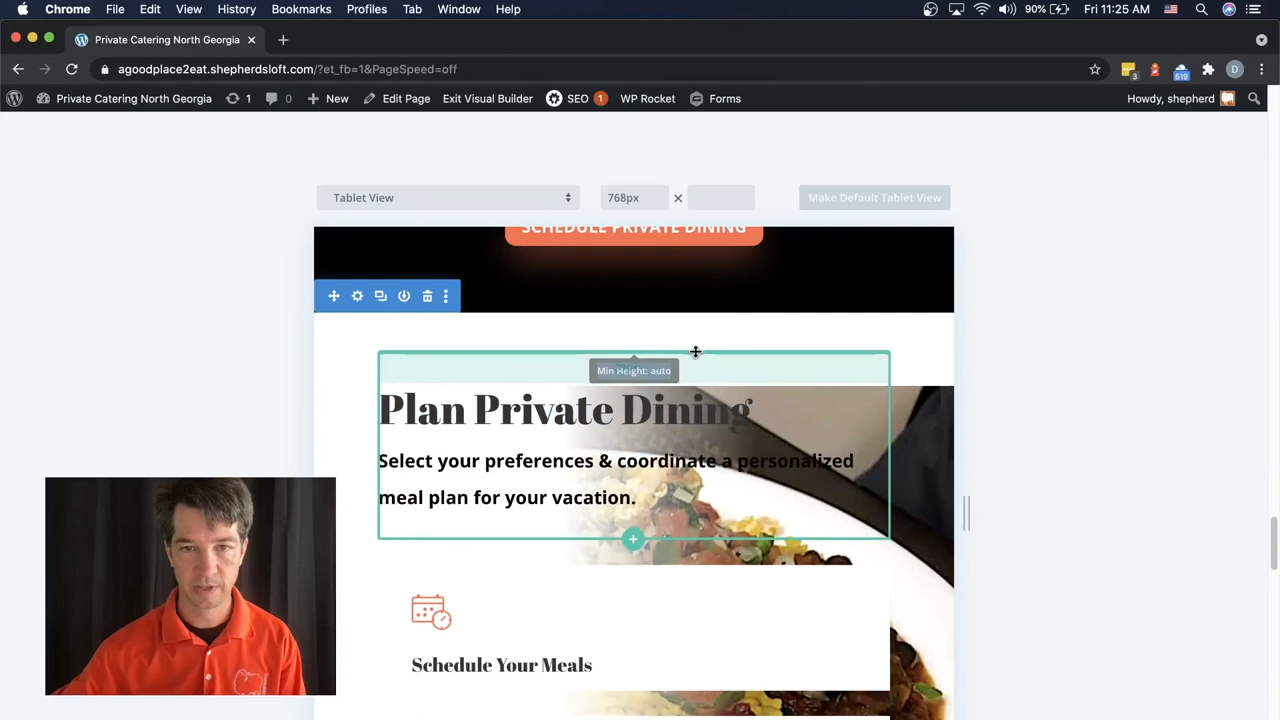 Chrome File Edit View History Bookmarks Profiles Tab Window Help 90% Fri 11:25 AM
Private Catering North Georgia
agoodplace2eat.shepherdsloft.com/?et_fb=1&PageSpeed=off 3 519 D
Private Catering North Georgia 1 0 New Edit Page Exit Visual Builder SEO 1 WP Rocket Forms Howdy, shepherd
Tablet View 768px × Make Default Tablet View
SCHEDULE PRIVATE DINING
Min Height: auto
Plan Private Dining
Select your preferences & coordinate a personalized
meal plan for your vacation.
Schedule Your Meals